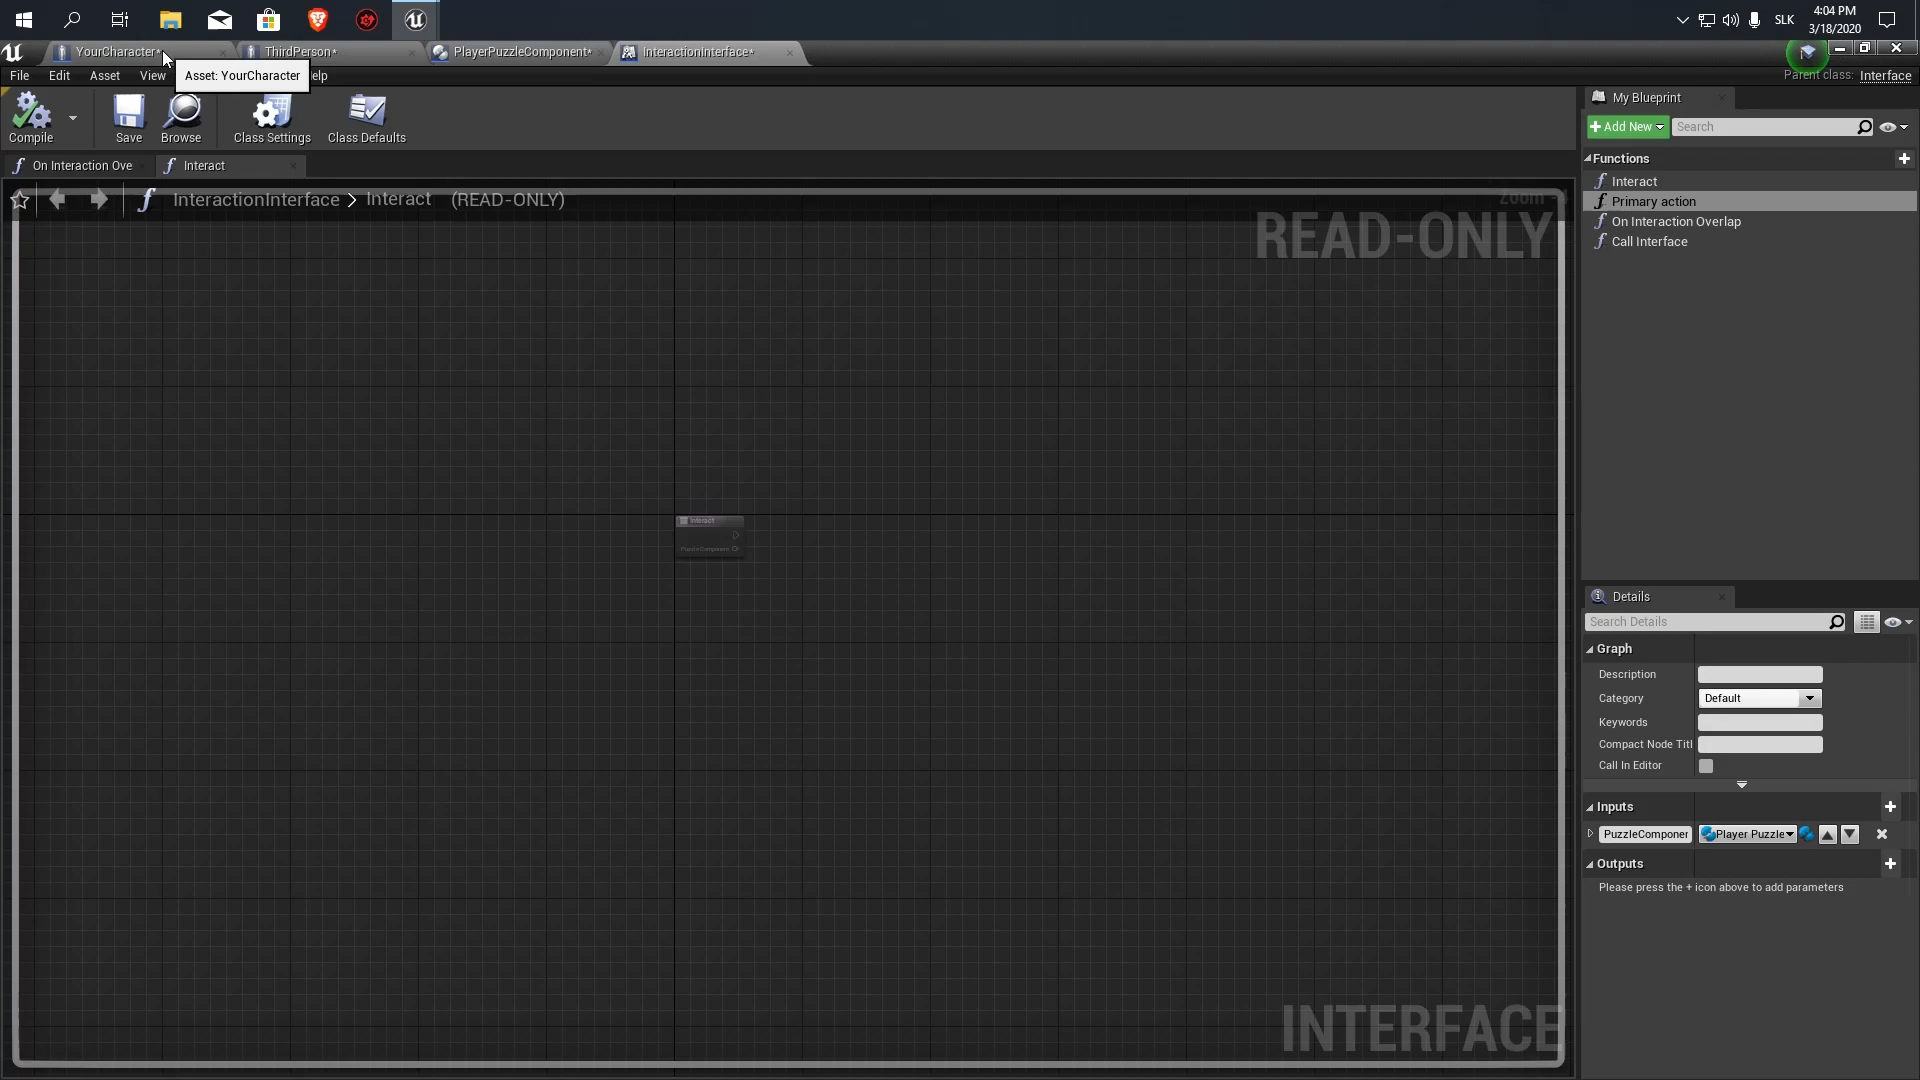 SLK
4:04 PM
3/18/2020
YourCharacter*
ThirdPerson*
PlayerPuzzleComponent*
InteractionInterface*
File
Edit
Asset
View
Asset: YourCharacter
elp
Parent class:
Interface
Compile
Save
Browse
Class Settings
Class Defaults
My Blueprint
Add New
Search
On Interaction Ove
Interact
Functions
Interact
Primary action
On Interaction Overlap
Call Interface
InteractionInterface > Interact (READ-ONLY)
Zoom
READ-ONLY
Interact
PuzzleComponent
Details
Search Details
Graph
Description
Category
Default
Keywords
Compact Node Titl
Call In Editor
Inputs
PuzzleComponer
Player Puzzle
Outputs
Please press the + icon above to add parameters
INTERFACE